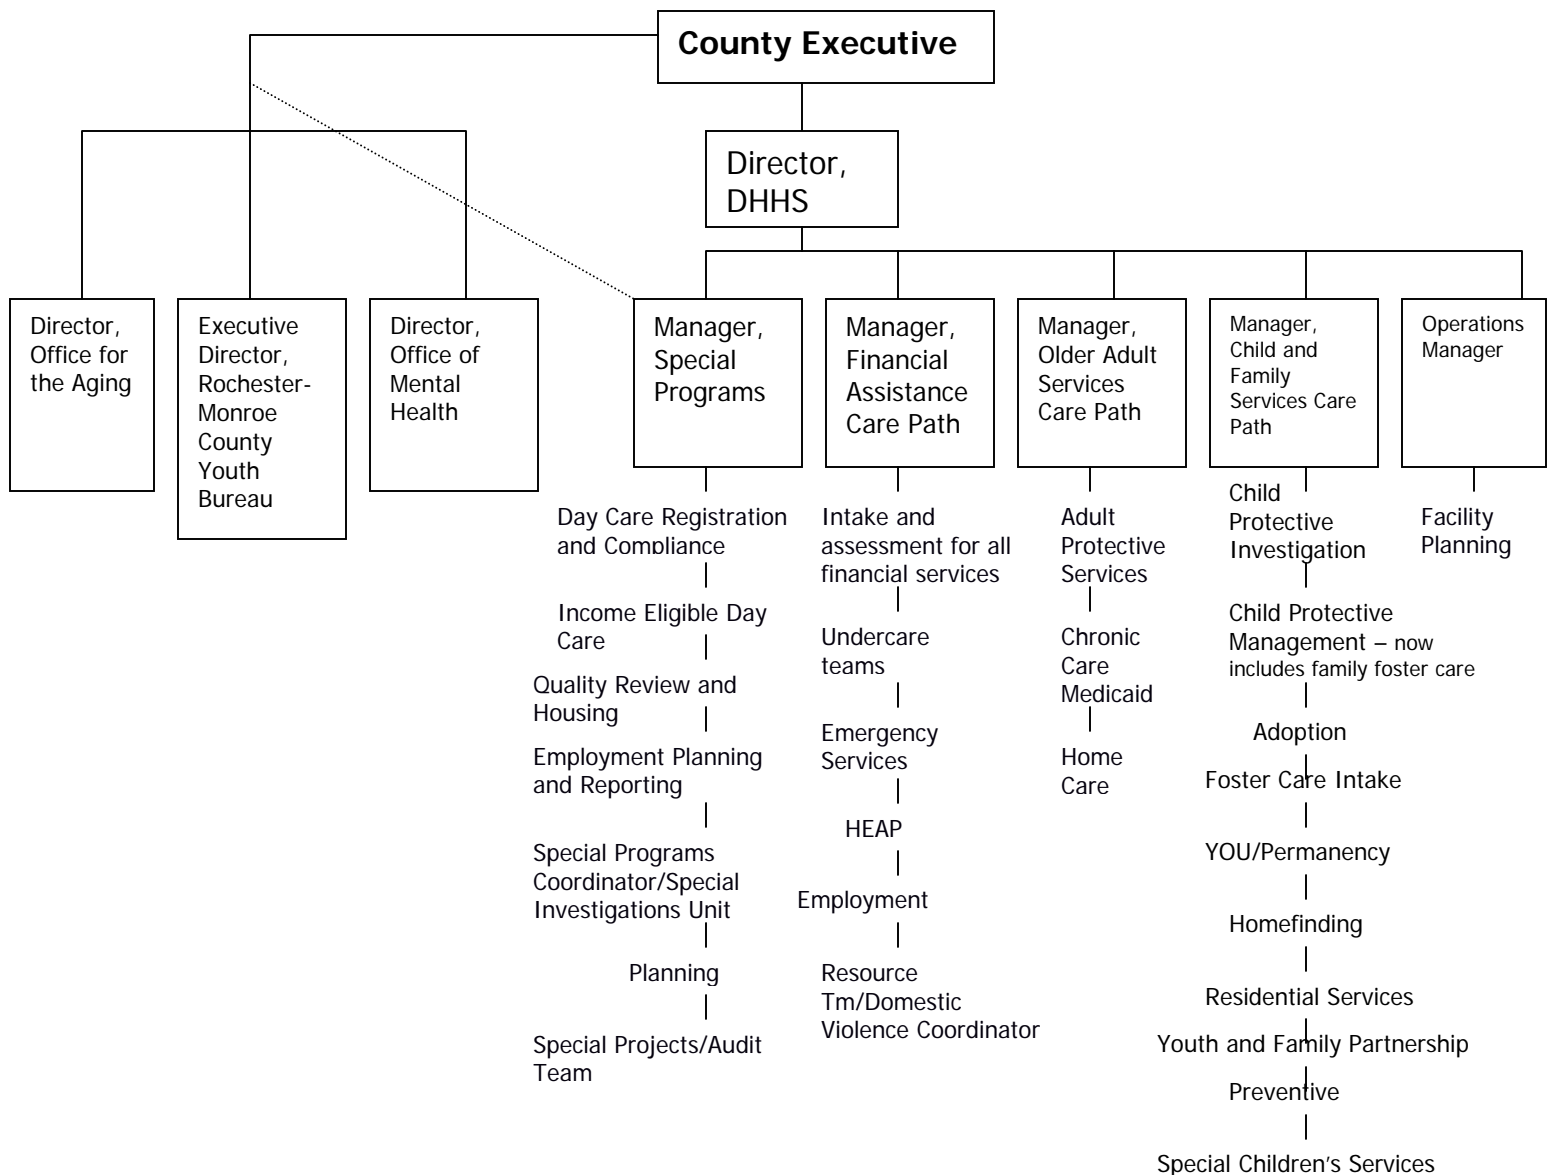 County Executive
Director,
DHHS
Director,
Office for
the Aging
Executive
Director,
Rochester-
Monroe
County
Youth
Bureau
Director,
Office of
Mental
Health
Manager,
Special
Programs
Manager,
Financial
Assistance
Care Path
Manager,
Older Adult
Services
Care Path
Manager,
Child and
Family
Services Care
Path
Operations
Manager
Day Care Registration
and Compliance
Income Eligible Day
Care
Quality Review and
Housing
Employment Planning
and Reporting
Special Programs
Coordinator/Special
Investigations Unit
Planning
Special Projects/Audit
Team
Intake and
assessment for all
financial services
Undercare
teams
Emergency
Services
HEAP
Employment
Resource
Tm/Domestic
Violence Coordinator
Adult
Protective
Services
Chronic
Care
Medicaid
Home
Care
Child
Protective
Investigation
Child Protective
Management – now
includes family foster care
Adoption
Foster Care Intake
YOU/Permanency
Homefinding
Residential Services
Youth and Family Partnership
Preventive
Special Children's Services
Facility
Planning